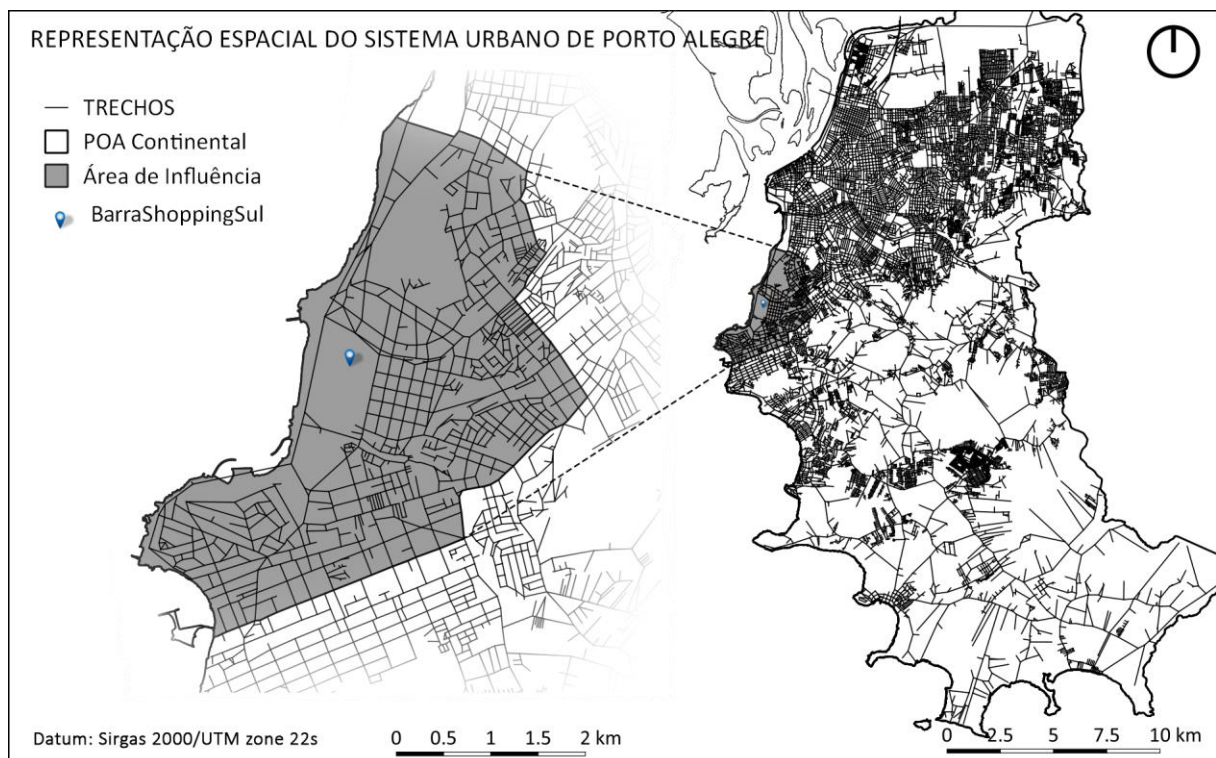 REPRESENTAÇÃO ESPACIAL DO SISTEMA URBANO DE PORTO ALEGRE
TRECHOS
POA Continental
Área de Influência
BarraShoppingSul
Datum: Sirgas 2000/UTM zone 22s
0 0.5 1 1.5 2 km
0 2.5 5 7.5 10 km